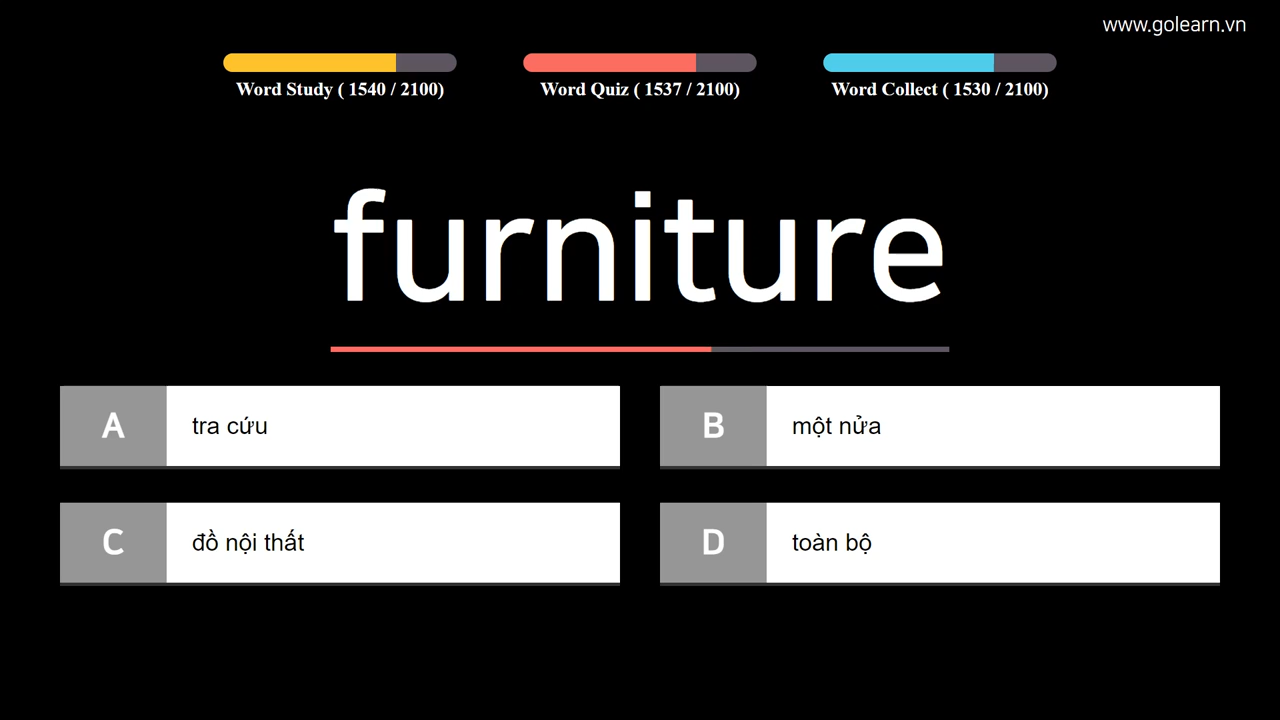 www.golearn.vn
Word Study ( 1540 / 2100)
Word Quiz ( 1537 / 2100)
Word Collect ( 1530 / 2100)
furniture
A tra cứu
B một nửa
C đồ nội thất
D toàn bộ